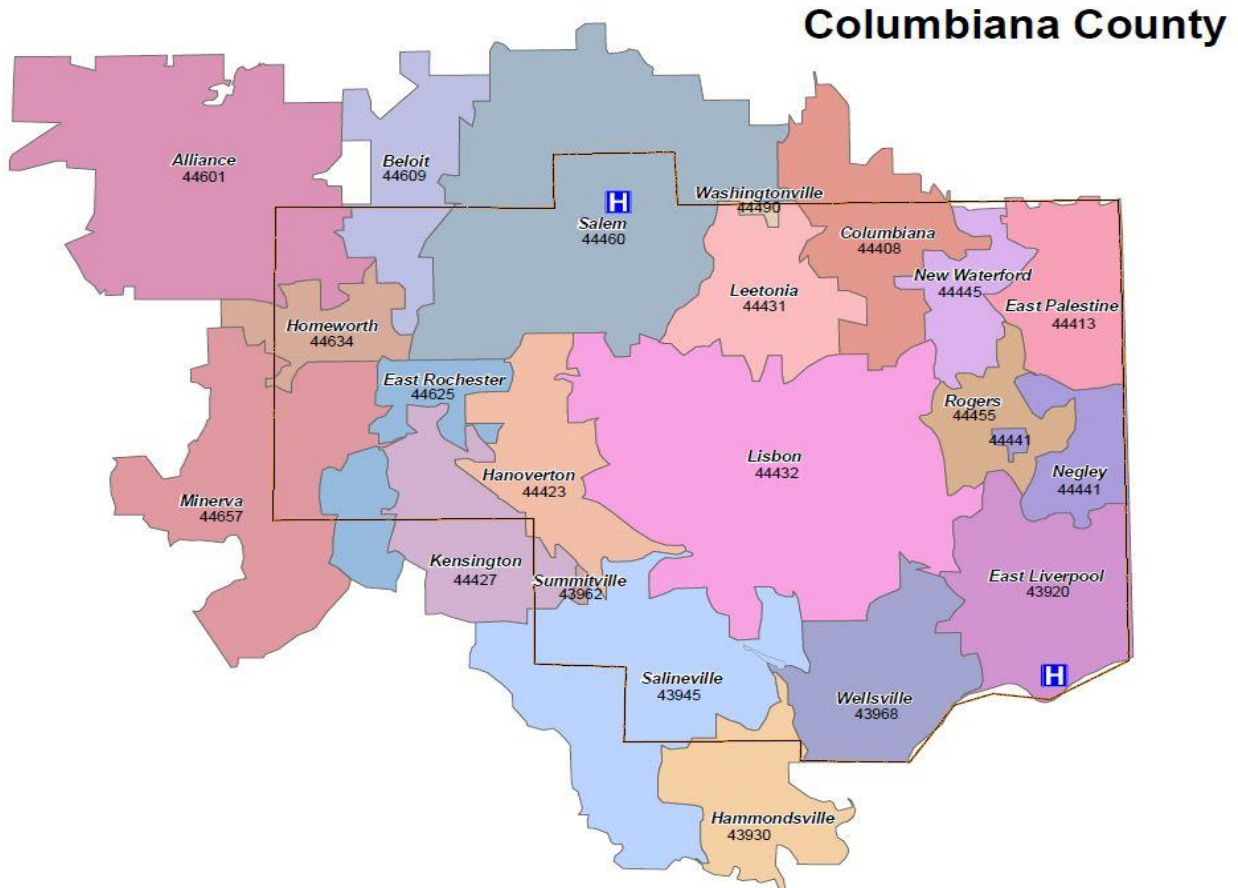 Columbiana County
Alliance
44601
Beloit
44609
H
Salem
44460
Washingtonville
44490
Columbiana
44408
Leetonia
44431
New Waterford
44445
East Palestine
44413
Homeworth
44634
East Rochester
44625
Rogers
44455
44441
Hanoverton
44423
Lisbon
44432
Negley
44441
Minerva
44657
Kensington
44427
Summitville
43962
East Liverpool
43920
H
Salineville
43945
Wellsville
43968
Hammondsville
43930